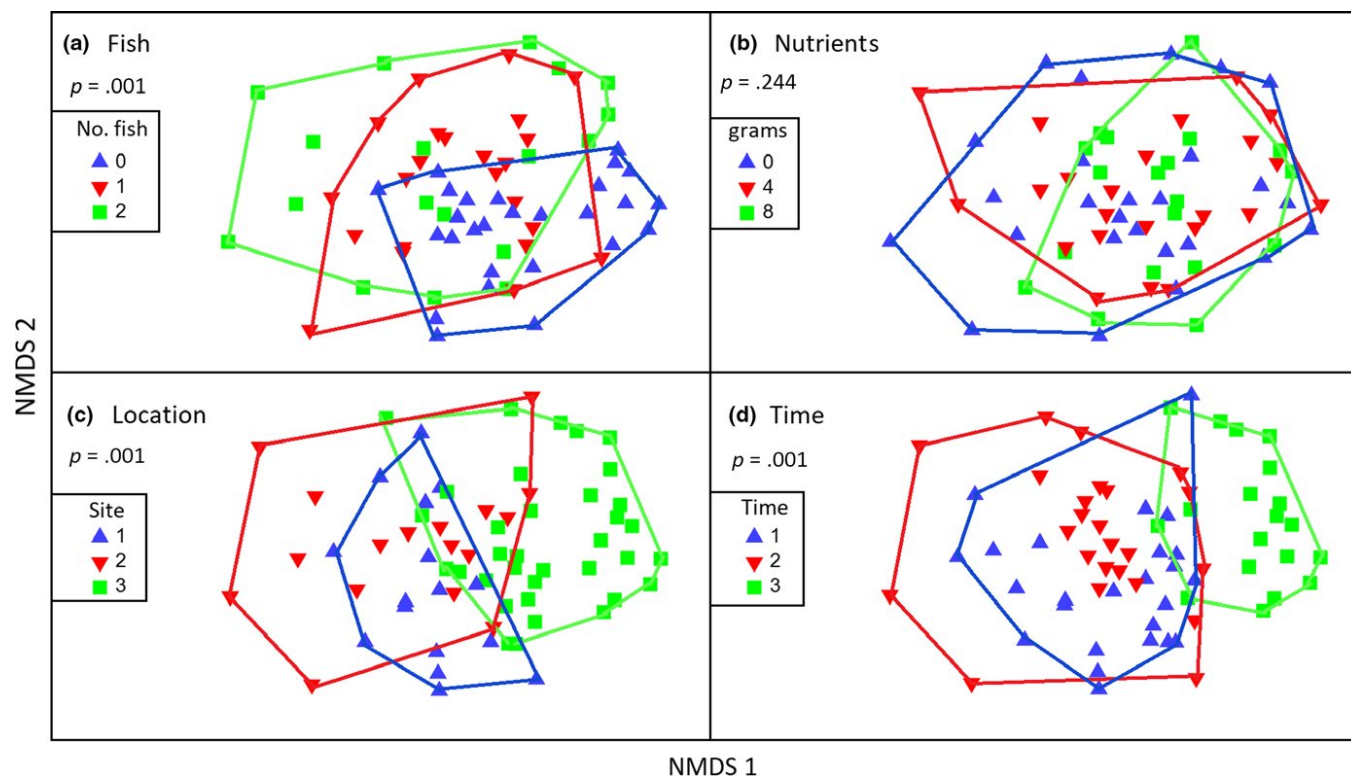 (a) Fish
p = .001
No. fish
0
1
2
(b) Nutrients
p = .244
grams
0
4
8
NMDS 2
(c) Location
p = .001
Site
1
2
3
(d) Time
p = .001
Time
1
2
3
NMDS 1